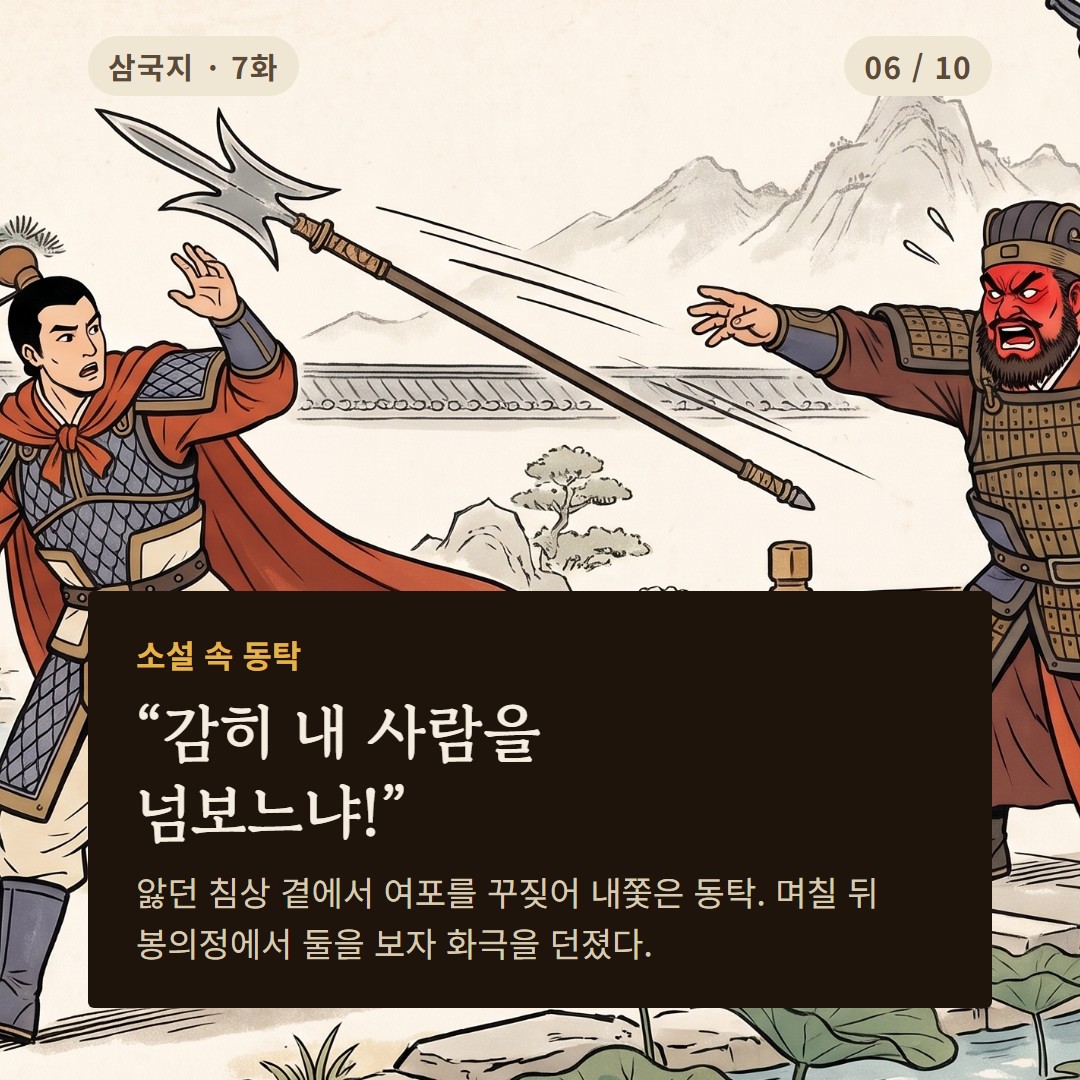 삼국지 · 7화
06 / 10
소설 속 동탁
“감히 내 사람을
넘보느냐!”
앓던 침상 곁에서 여포를 꾸짖어 내쫓은 동탁. 며칠 뒤
봉의정에서 둘을 보자 화극을 던졌다.